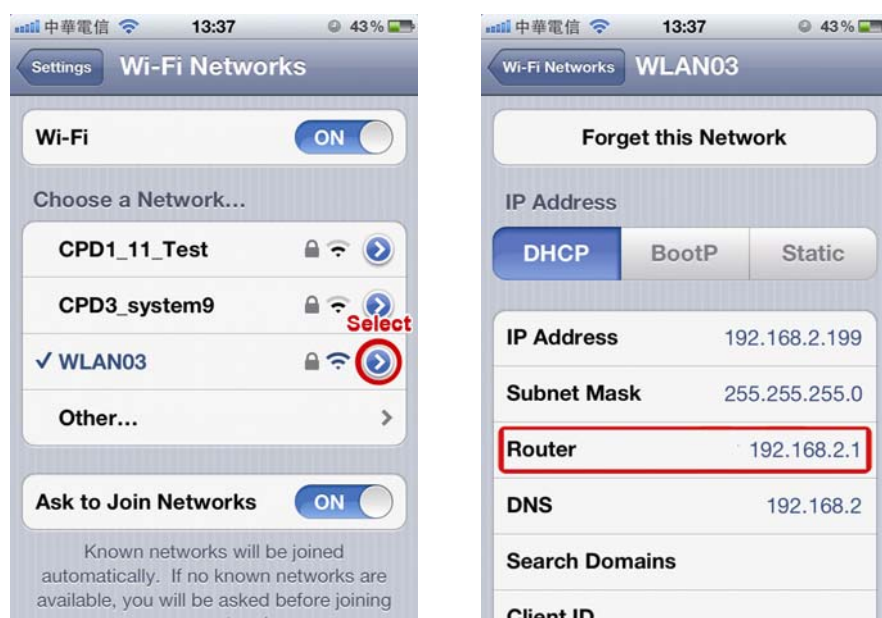 中華電信 13:37 43%
Settings Wi-Fi Networks
Wi-Fi ON
Choose a Network...
CPD1_11_Test
CPD3_system9
Select
WLAN03
Other...
Ask to Join Networks ON
Known networks will be joined
automatically. If no known networks are
available, you will be asked before joining
中華電信 13:37 43%
Wi-Fi Networks WLAN03
Forget this Network
IP Address
DHCP BootP Static
IP Address 192.168.2.199
Subnet Mask 255.255.255.0
Router 192.168.2.1
DNS 192.168.2
Search Domains
Client ID